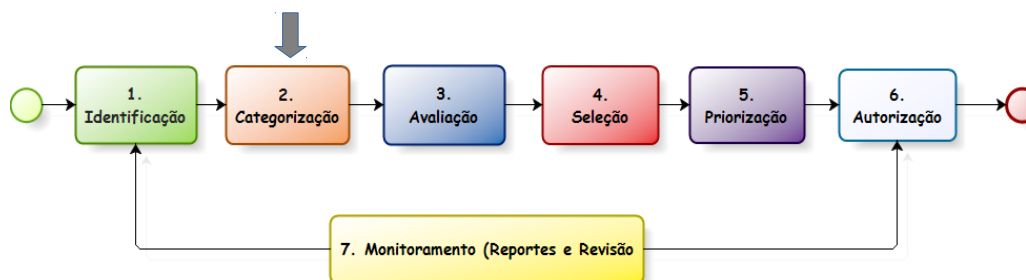 1.
Identificação
2.
Categorização
3.
Avaliação
4.
Seleção
5.
Priorização
6.
Autorização
7. Monitoramento (Reportes e Revisão